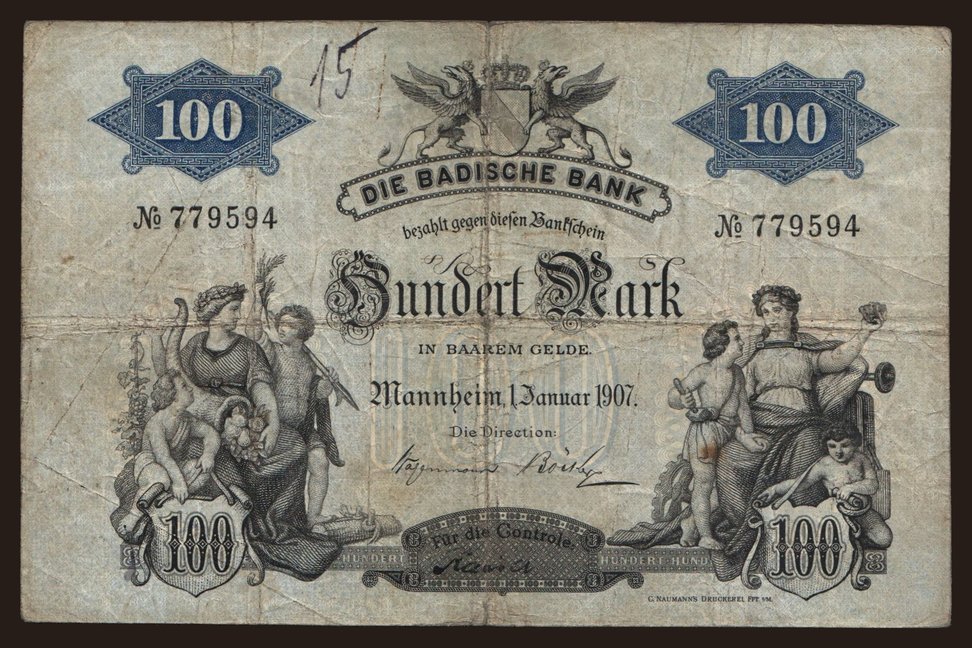 15
100 100
DIE BADISCHE BANK
№ 779594 № 779594
bezahlt gegen diesen Bankschein
Hundert Mark
IN BAAREM GELDE.
Mannheim, 1. Januar 1907.
Die Direction:
Für die Controle:
100 HUNDERT HUNDERT HUND 100
C. NAUMANN'S DRUCKEREI, FFT. a/M.